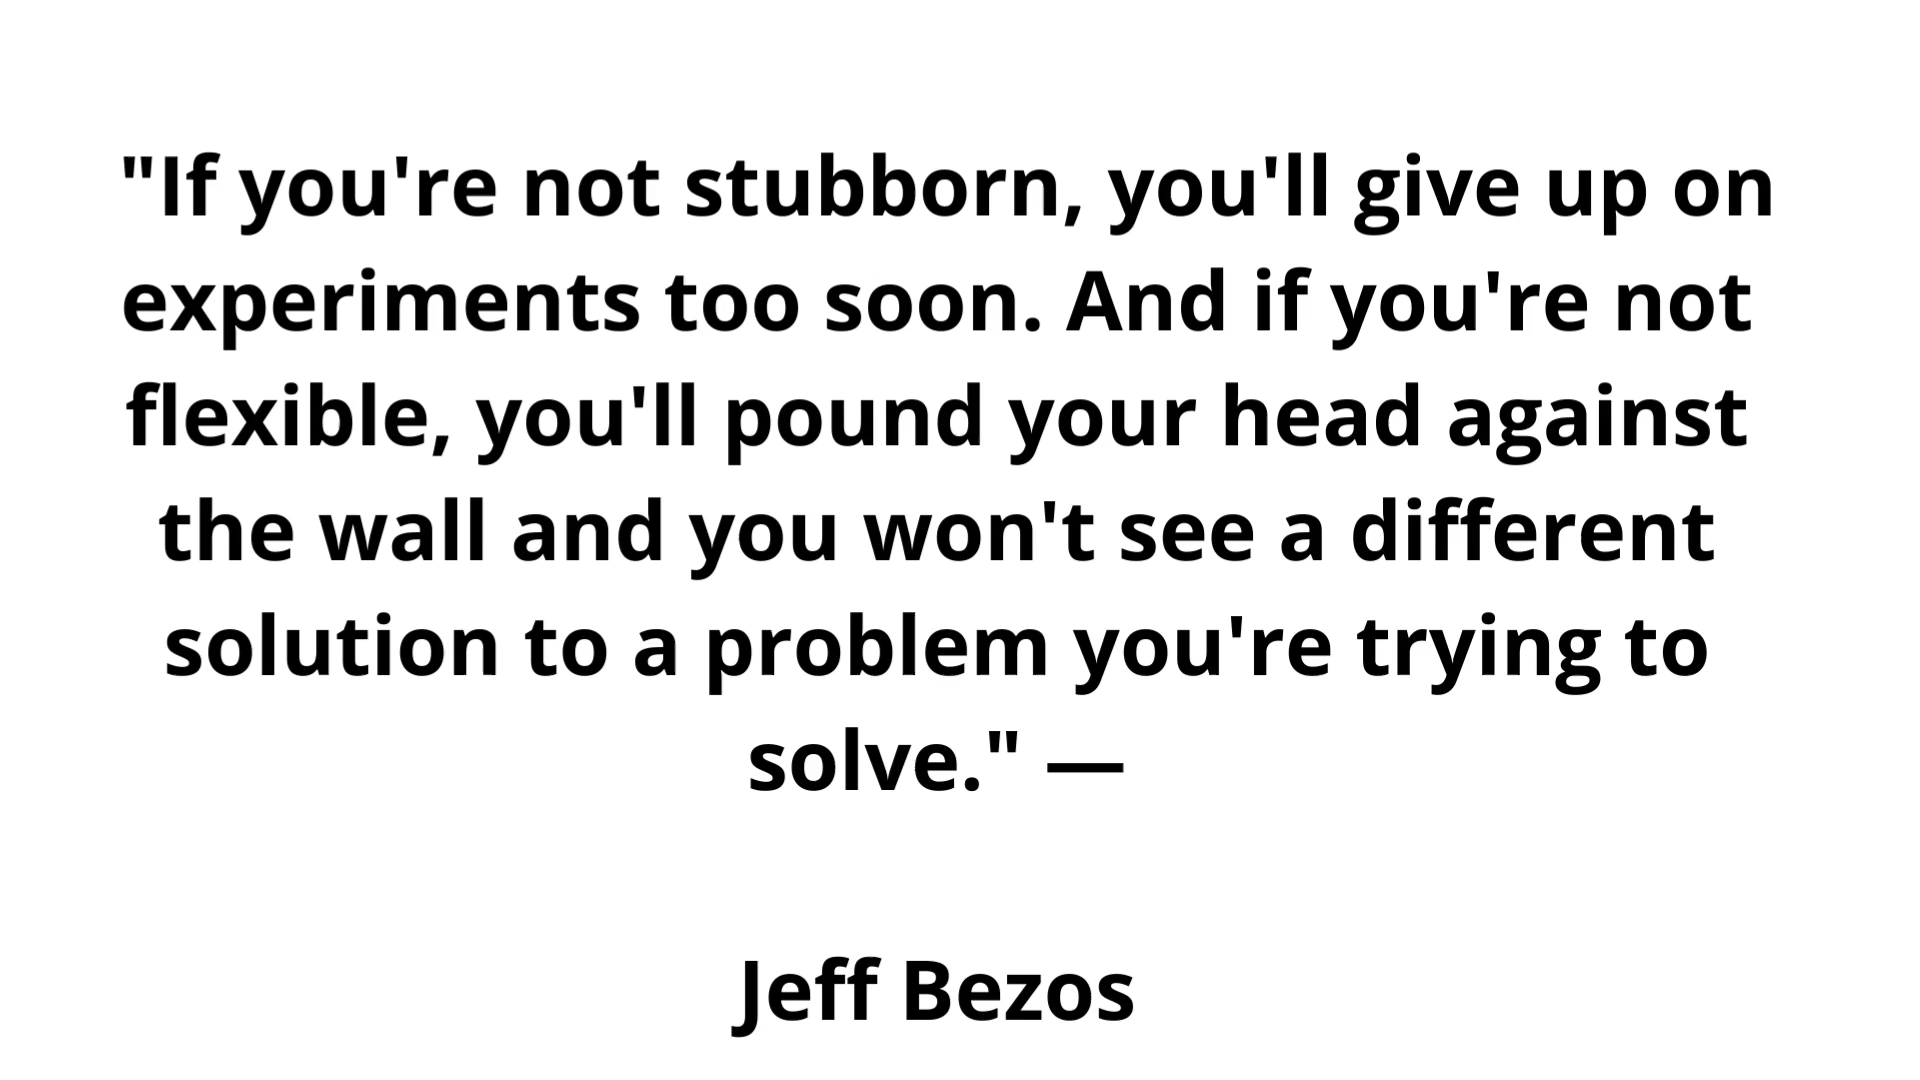 "If you're not stubborn, you'll give up on
experiments too soon. And if you're not
flexible, you'll pound your head against
the wall and you won't see a different
solution to a problem you're trying to
solve." —
Jeff Bezos